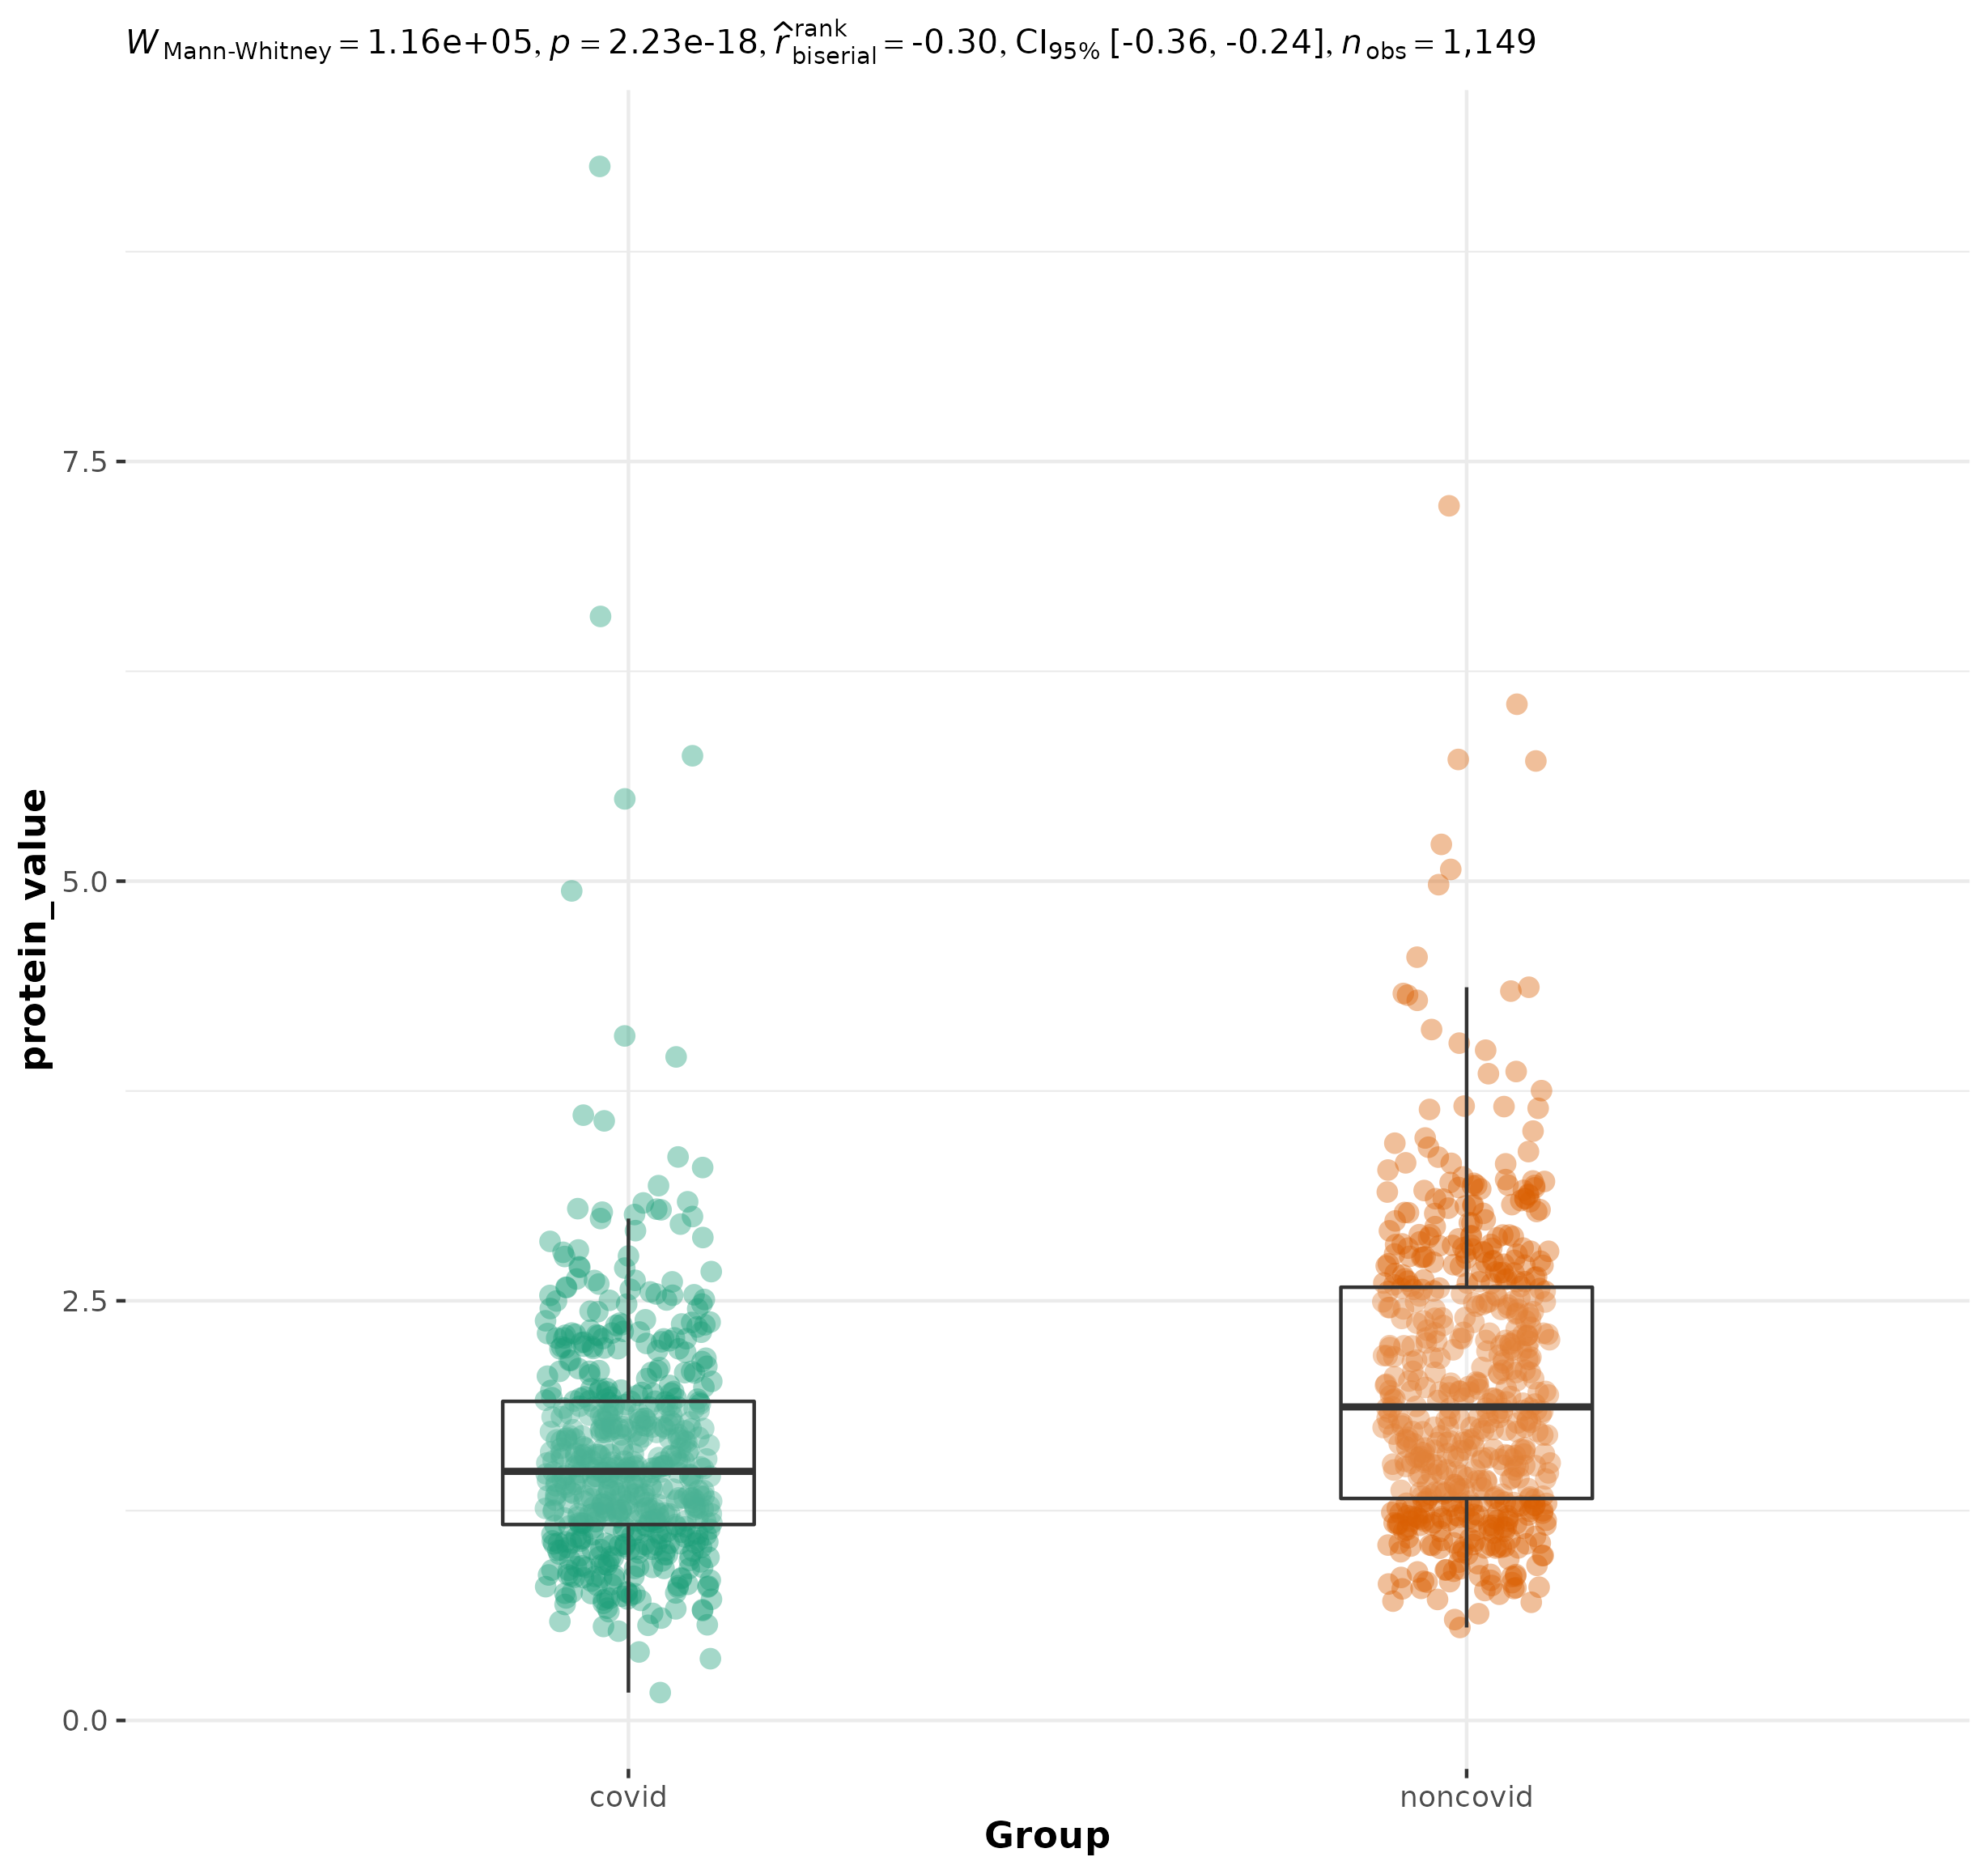 W Mann-Whitney = 1.16e+05, p = 2.23e-18, r̂ rank biserial = -0.30, CI95% [-0.36, -0.24], n obs = 1,149
7.5
5.0
2.5
0.0
protein_value
covid noncovid
Group